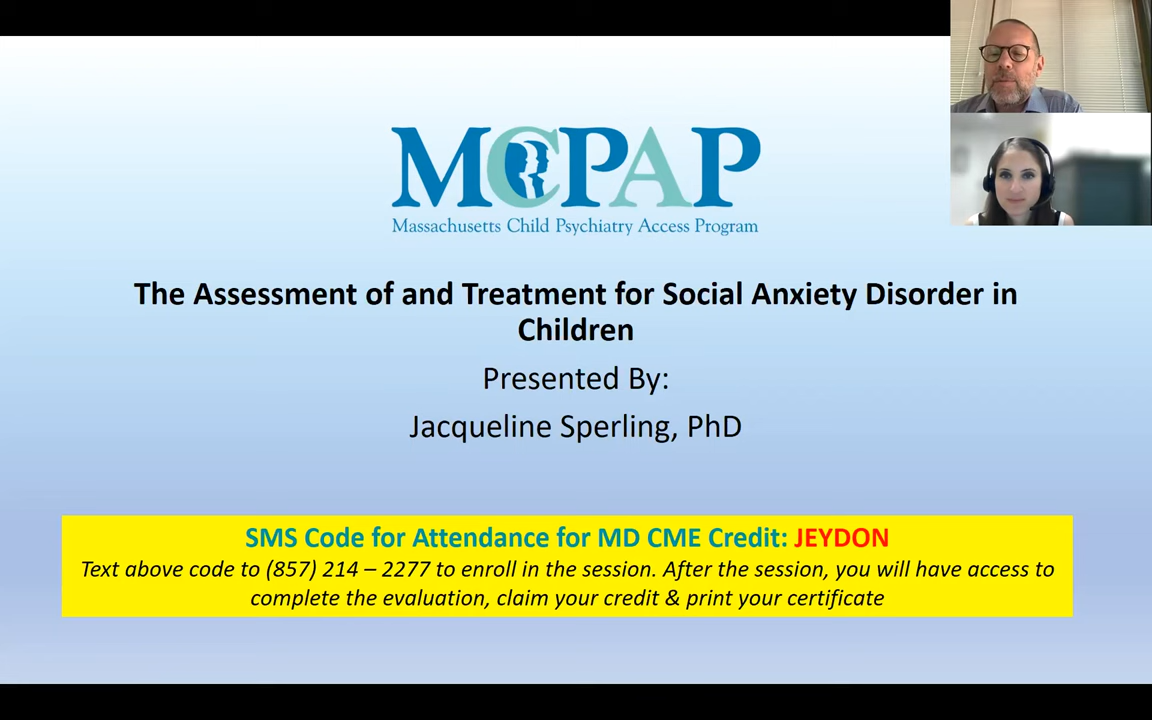 MCPAP
Massachusetts Child Psychiatry Access Program
The Assessment of and Treatment for Social Anxiety Disorder in
Children
Presented By:
Jacqueline Sperling, PhD
SMS Code for Attendance for MD CME Credit: JEYDON
Text above code to (857) 214 – 2277 to enroll in the session. After the session, you will have access to
complete the evaluation, claim your credit & print your certificate